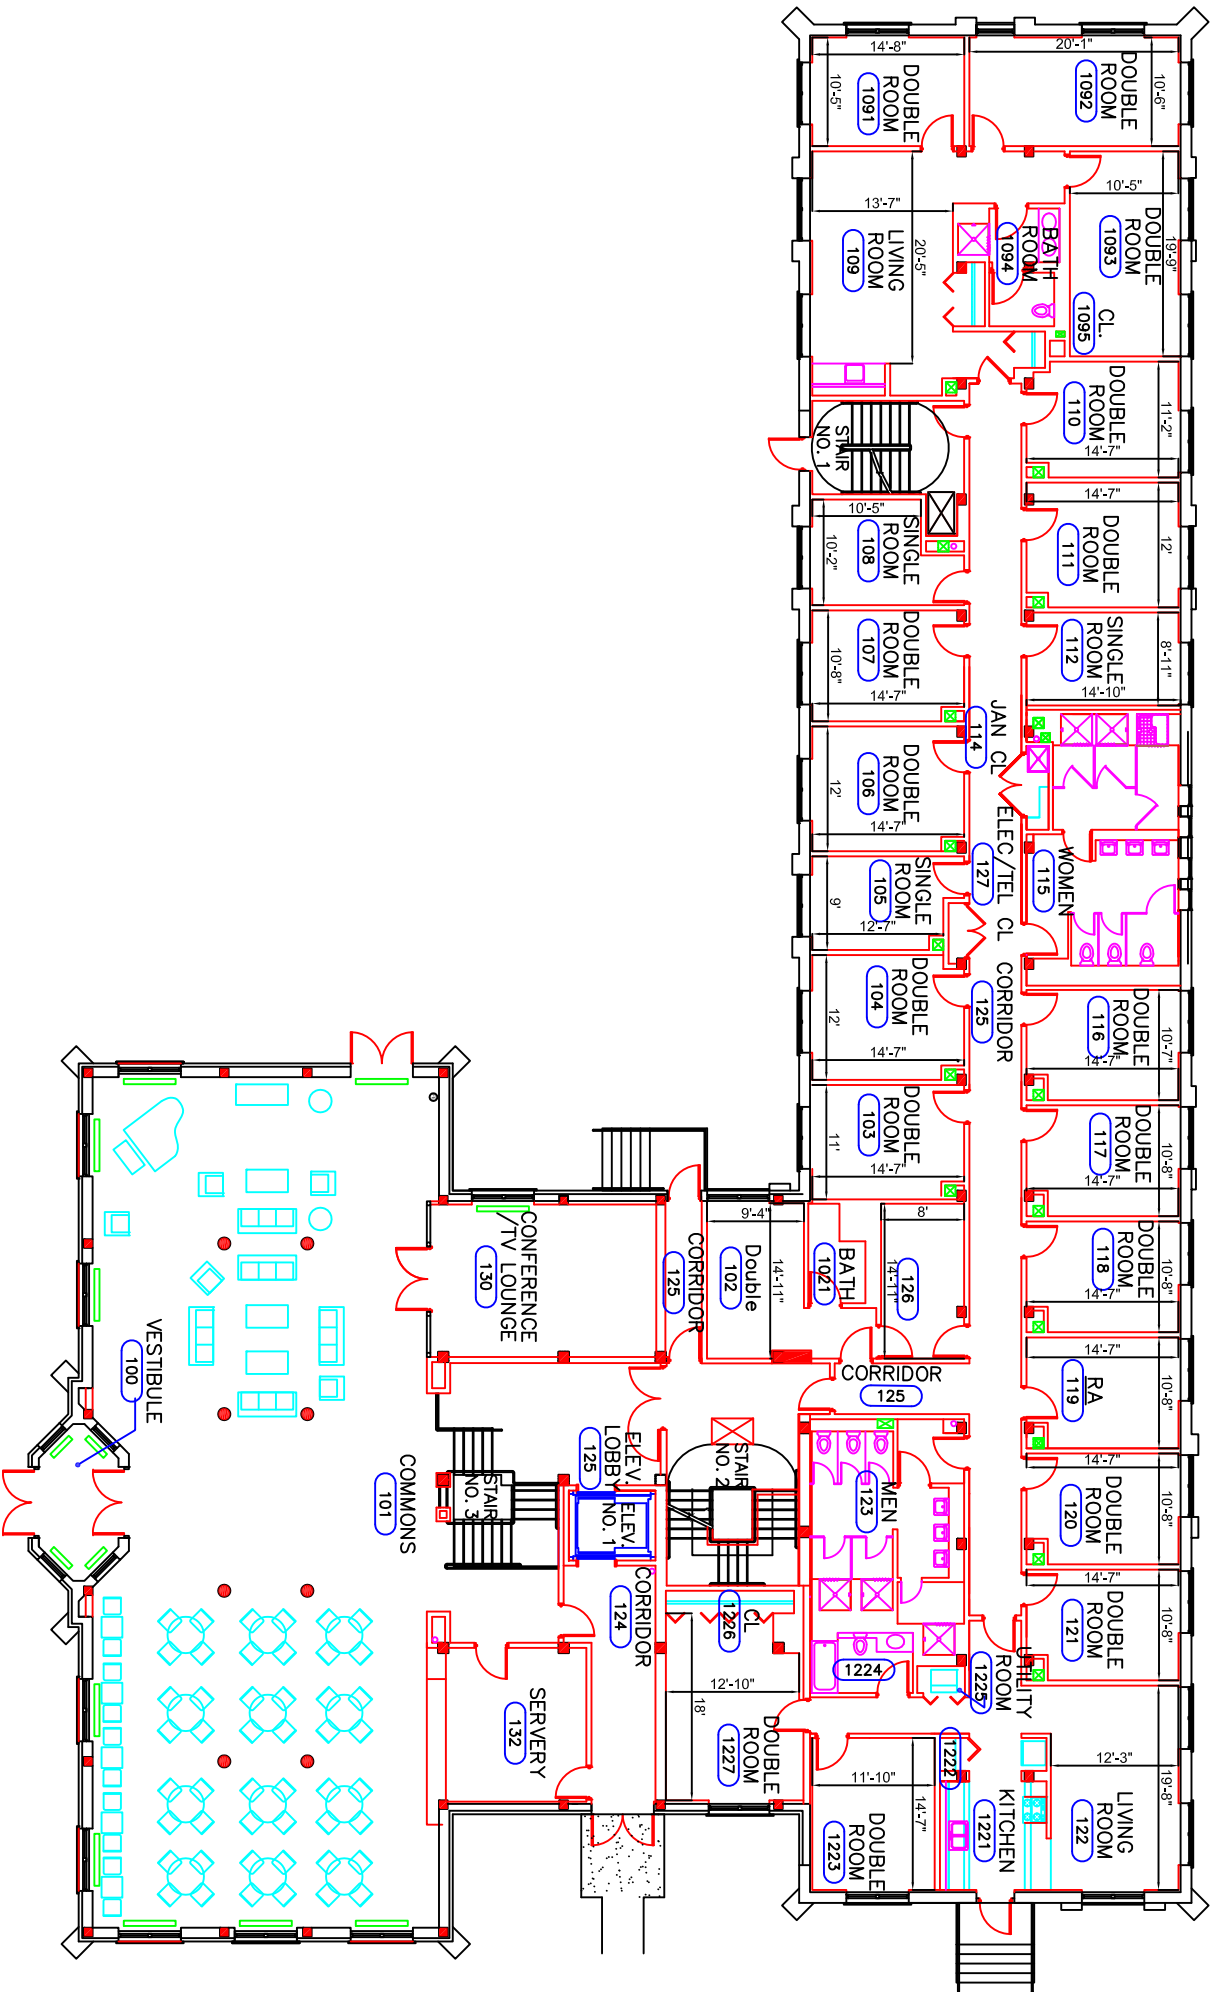 14'-8"
10'-5"
DOUBLE
ROOM
1091
20'-1"
10'-6"
DOUBLE
ROOM
1092
10'-5"
19'-9"
DOUBLE
ROOM
1093
CL.
1095
BATH
ROOM
1094
13'-7"
20'-5"
LIVING
ROOM
109
11'-2"
DOUBLE
ROOM
110
14'-7"
STAIR
NO. 1
14'-7"
12'
DOUBLE
ROOM
111
10'-5"
10'-2"
SINGLE
ROOM
108
8'-11"
SINGLE
ROOM
112
14'-10"
DOUBLE
ROOM
107
10'-8"
14'-7"
JAN CL
114
DOUBLE
ROOM
106
12'
14'-7"
ELEC/TEL CL
127
WOMEN
115
SINGLE
ROOM
105
9'
12'-7"
CORRIDOR
125
DOUBLE
ROOM
104
12'
14'-7"
DOUBLE
ROOM
116
10'-7"
14'-7"
DOUBLE
ROOM
103
11'
14'-7"
DOUBLE
ROOM
117
10'-8"
14'-7"
DOUBLE
ROOM
118
10'-8"
14'-7"
8'
14'-11"
126
BATH
1021
9'-4"
14'-11"
Double
102
CORRIDOR
125
CONFERENCE
/TV LOUNGE
130
14'-7"
10'-8"
RA
119
CORRIDOR
125
VESTIBULE
100
COMMONS
101
ELEV.
LOBBY
125
STAIR
NO. 2
STAIR
NO. 3
ELEV.
NO. 1
MEN
123
14'-7"
10'-8"
DOUBLE
ROOM
120
14'-7"
10'-8"
DOUBLE
ROOM
121
CORRIDOR
124
CL
1226
1224
UTILITY
ROOM
1225
12'-10"
18'
DOUBLE
ROOM
1227
SERVERY
132
1222
KITCHEN
1221
12'-3"
19'-8"
LIVING
ROOM
122
11'-10"
14'-7"
DOUBLE
ROOM
1223